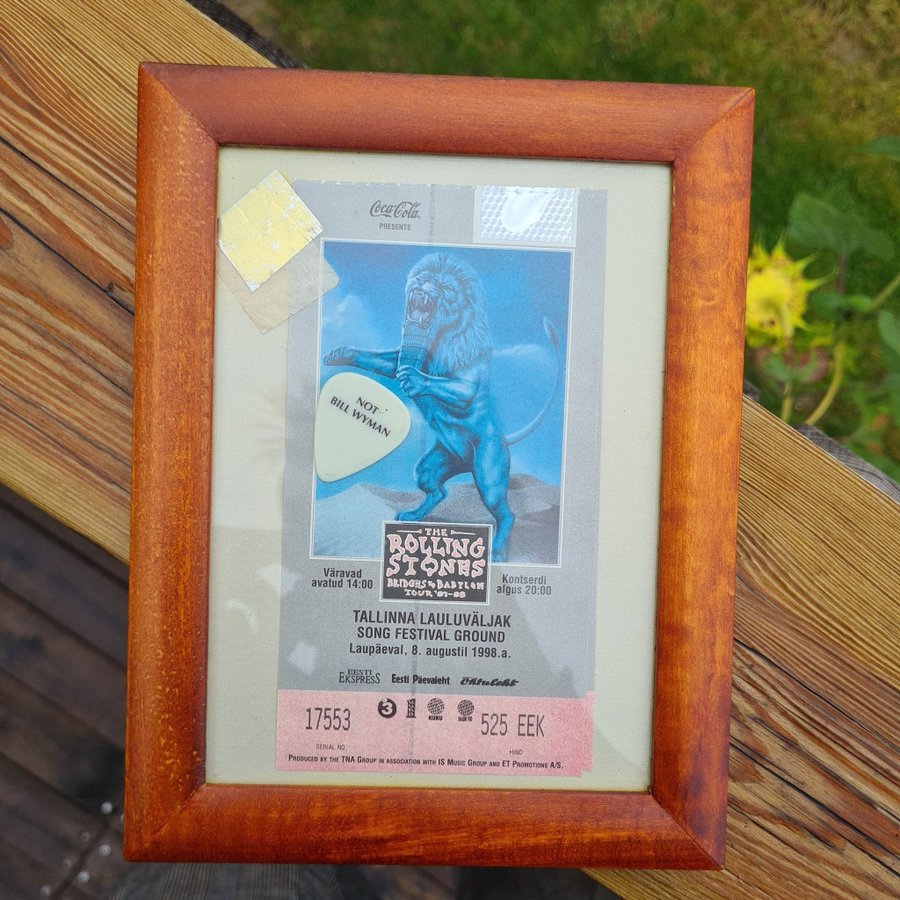 Coca-Cola
PRESENTS
NOT
BILL WYMAN
THE
ROLLING
STONES
BRIDGES TO BABYLON
TOUR '97-98
Väravad
avatud 14:00
Kontserdi
algus 20:00
TALLINNA LAULUVÄLJAK
SONG FESTIVAL GROUND
Laupäeval, 8. augustil 1998.a.
EESTI
EKSPRESS
Eesti Päevaleht
Õhtuleht
17553
3
1
KUKU
525 EEK
SERIAL NO.
HIND
PRODUCED BY THE TNA GROUP IN ASSOCIATION WITH IS MUSIC GROUP AND ET PROMOTIONS A/S.